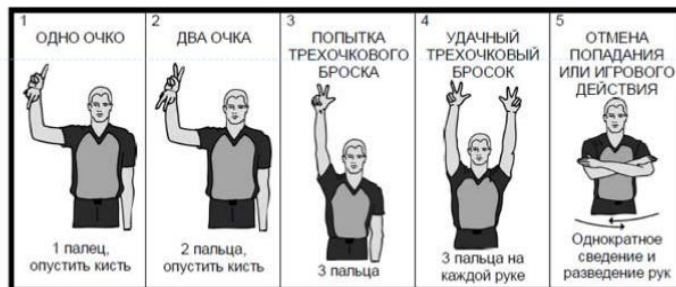 1
ОДНО ОЧКО
1 палец,
опустить кисть
2
ДВА ОЧКА
2 пальца,
опустить кисть
3
ПОПЫТКА
ТРЕХОЧКОВОГО
БРОСКА
3 пальца
4
УДАЧНЫЙ
ТРЕХОЧКОВЫЙ
БРОСОК
3 пальца на
каждой руке
5
ОТМЕНА
ПОПАДАНИЯ
ИЛИ ИГРОВОГО
ДЕЙСТВИЯ
Однократное
сведение и
разведение рук